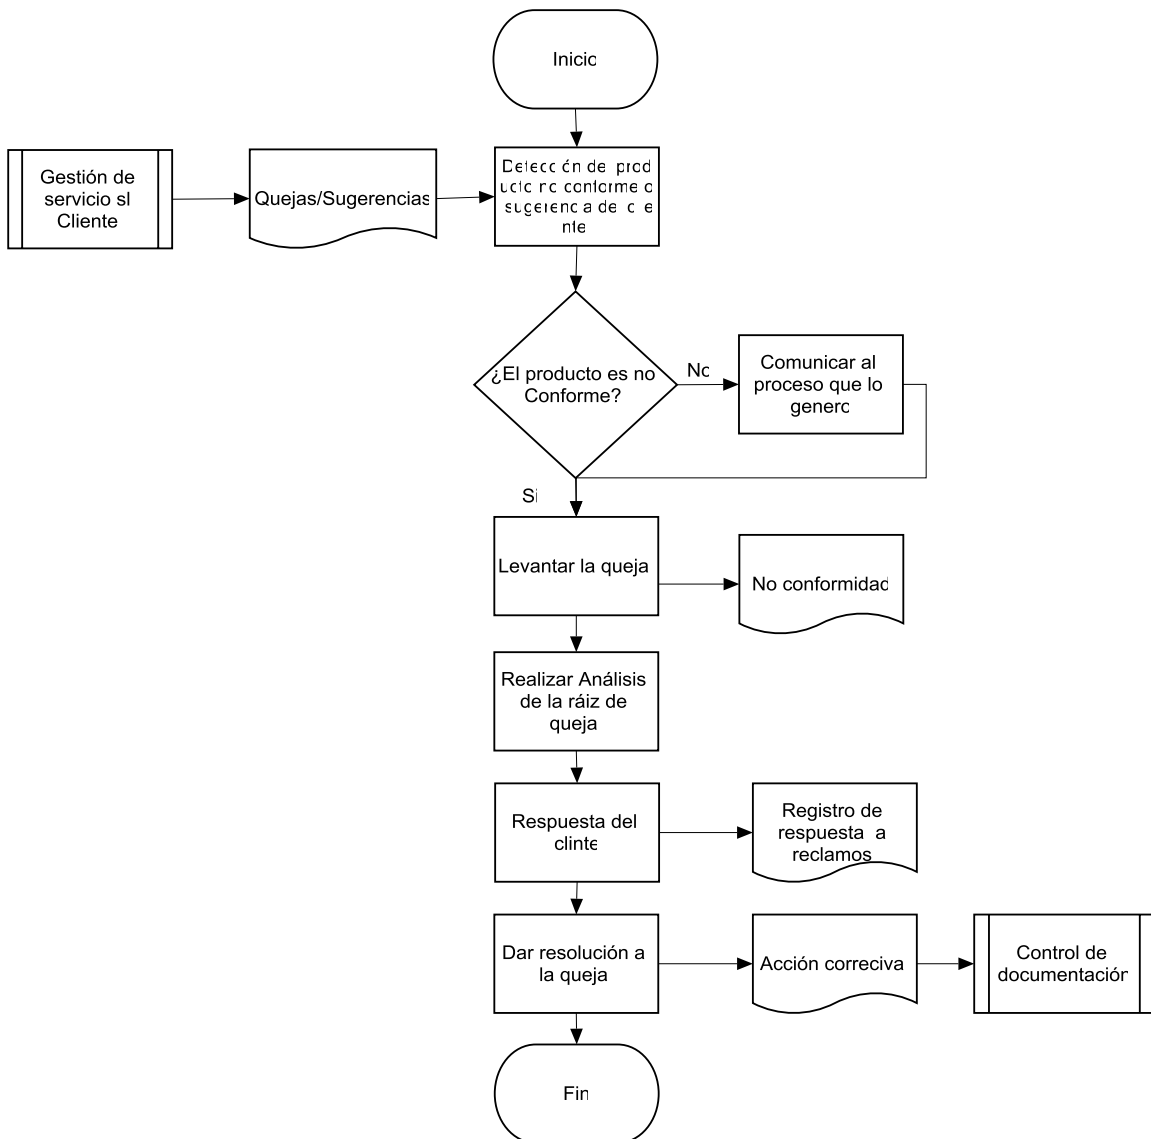 Inicio
Gestión de
servicio sl
Cliente
Quejas/Sugerencias
Detección de prod
ucto no conforme o
sugerencia de clie
nte
¿El producto es no
Conforme?
No
Comunicar al
proceso que lo
genero
Si
Levantar la queja
No conformidad
Realizar Análisis
de la ráiz de
queja
Respuesta del
clinte
Registro de
respuesta a
reclamos
Dar resolución a
la queja
Acción correciva
Control de
documentación
Fin